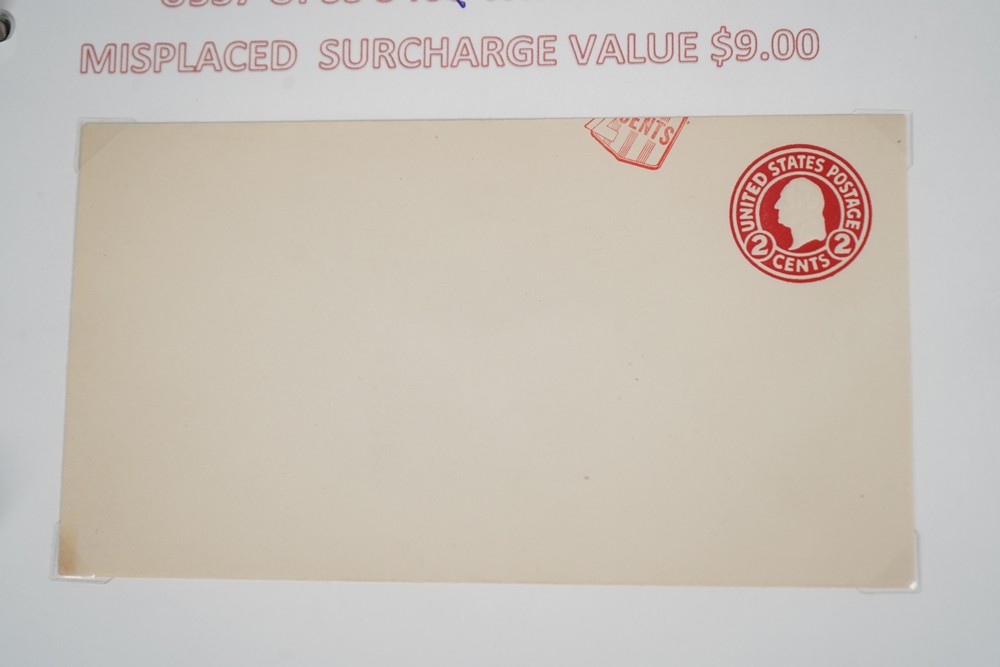 MISPLACED SURCHARGE VALUE $9.00
CENTS
UNITED STATES POSTAGE
2 CENTS 2